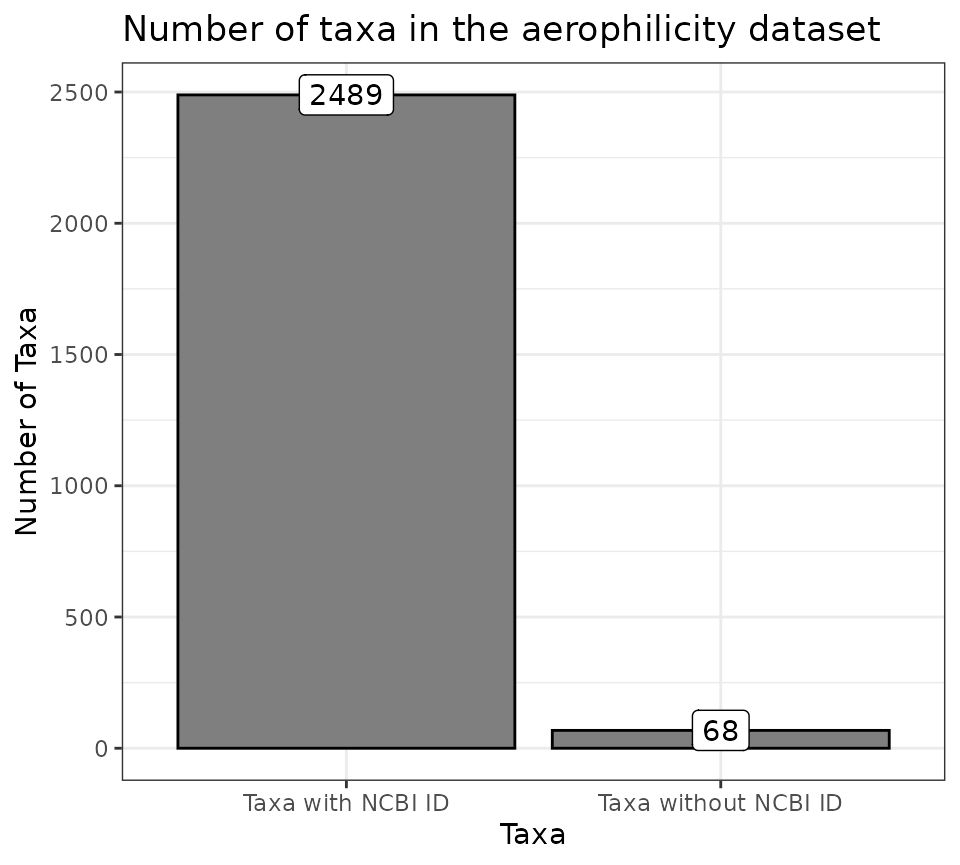 Number of taxa in the aerophilicity dataset
Number of Taxa
2500
2000
1500
1000
500
0
2489
68
Taxa with NCBI ID
Taxa without NCBI ID
Taxa